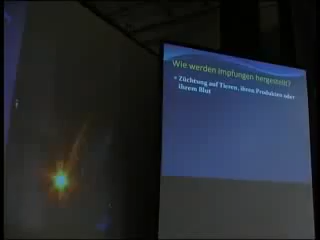 Wie werden Impfungen hergestellt?
Züchtung auf Tieren, ihren Produkten oder
ihrem Blut